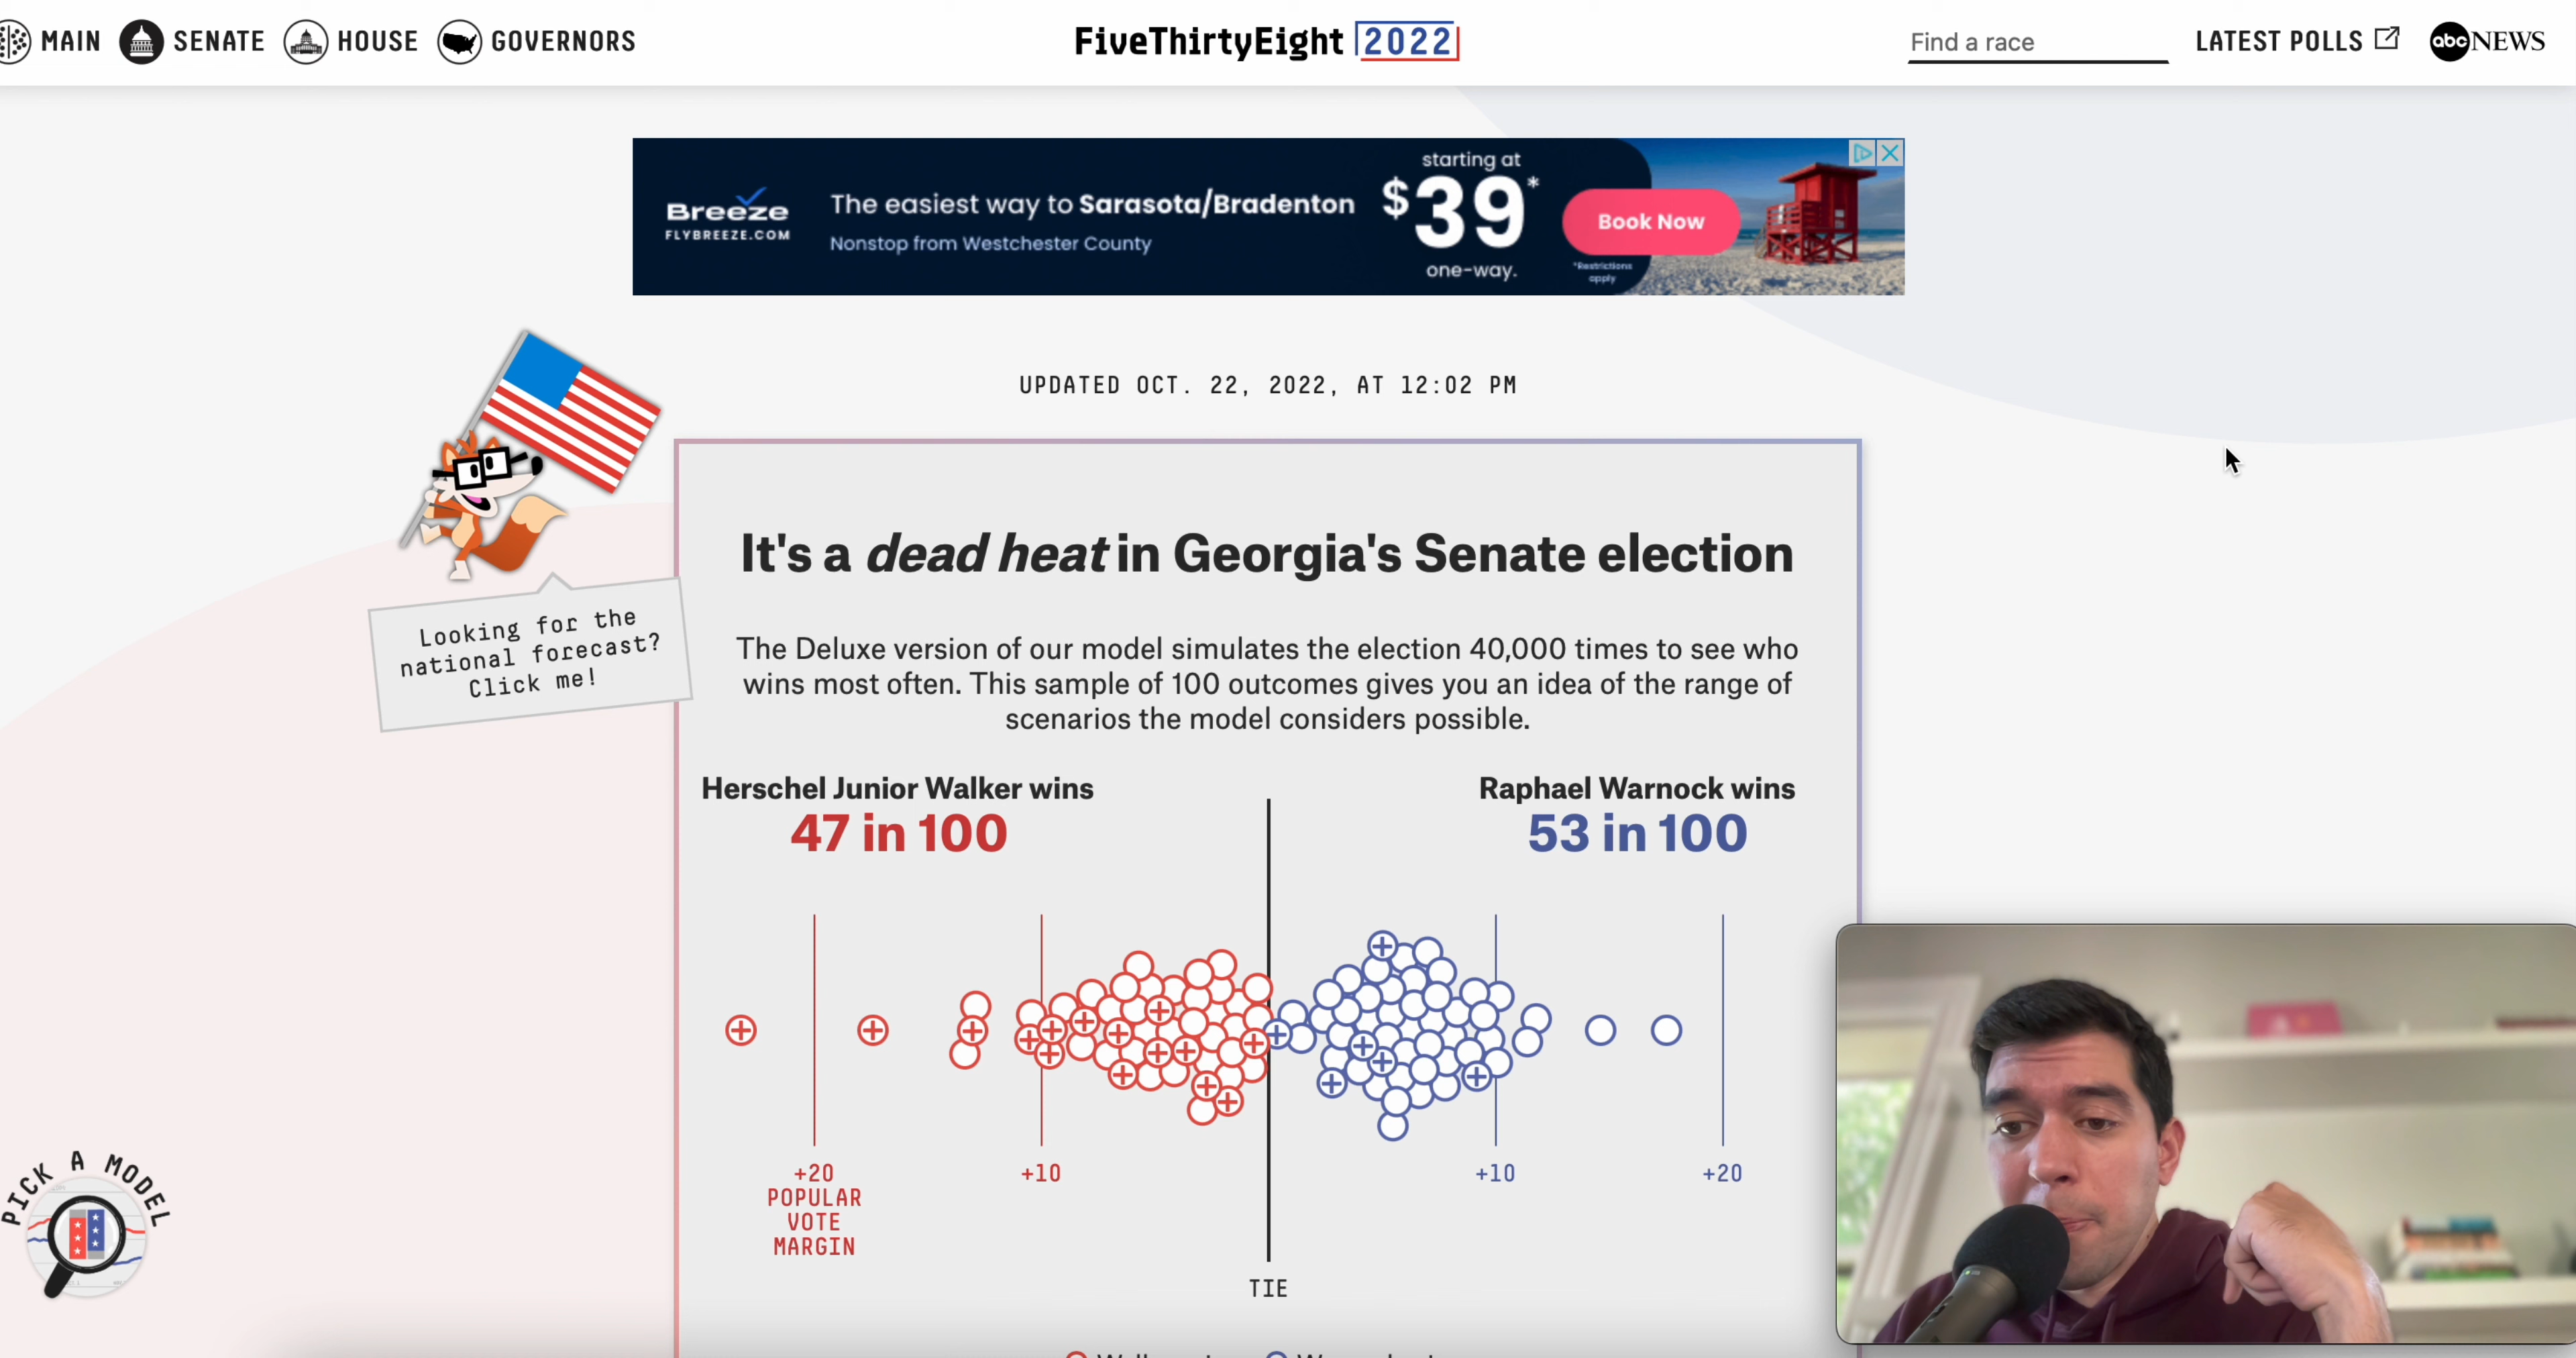 MAIN SENATE HOUSE GOVERNORS
FiveThirtyEight 2022
Find a race
LATEST POLLS
abc NEWS
Breeze
FLYBREEZE.COM
The easiest way to Sarasota/Bradenton
Nonstop from Westchester County
starting at
$39*
one-way.
Book Now
*Restrictions
apply
UPDATED OCT. 22, 2022, AT 12:02 PM
Looking for the
national forecast?
Click me!
It's a dead heat in Georgia's Senate election
The Deluxe version of our model simulates the election 40,000 times to see who
wins most often. This sample of 100 outcomes gives you an idea of the range of
scenarios the model considers possible.
Herschel Junior Walker wins
47 in 100
Raphael Warnock wins
53 in 100
+20
POPULAR
VOTE
MARGIN
+10
+10
+20
TIE
PICK A MODEL